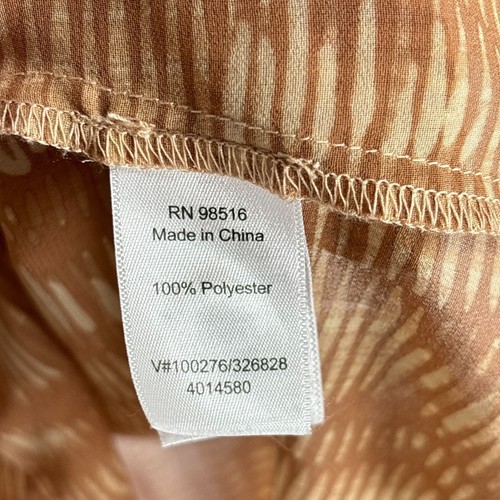 RN 98516
Made in China
100% Polyester
V#100276/326828
4014580